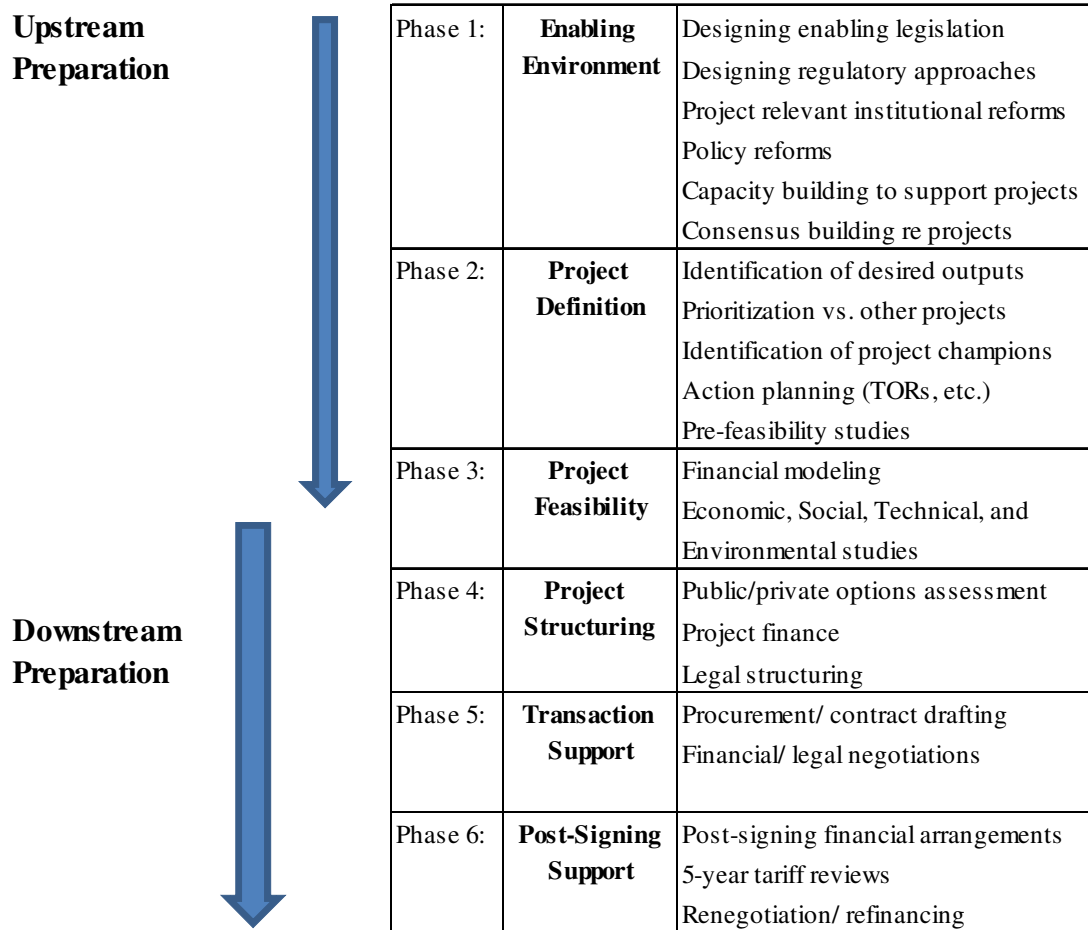 Upstream
Preparation
Phase 1: Enabling Designing enabling legislation
Environment Designing regulatory approaches
Project relevant institutional reforms
Policy reforms
Capacity building to support projects
Consensus building re projects
Phase 2: Project Identification of desired outputs
Definition Prioritization vs. other projects
Identification of project champions
Action planning (TORs, etc.)
Pre-feasibility studies
Phase 3: Project Financial modeling
Feasibility Economic, Social, Technical, and
Environmental studies
Downstream
Preparation
Phase 4: Project Public/private options assessment
Structuring Project finance
Legal structuring
Phase 5: Transaction Procurement/ contract drafting
Support Financial/ legal negotiations
Phase 6: Post-Signing Post-signing financial arrangements
Support 5-year tariff reviews
Renegotiation/ refinancing